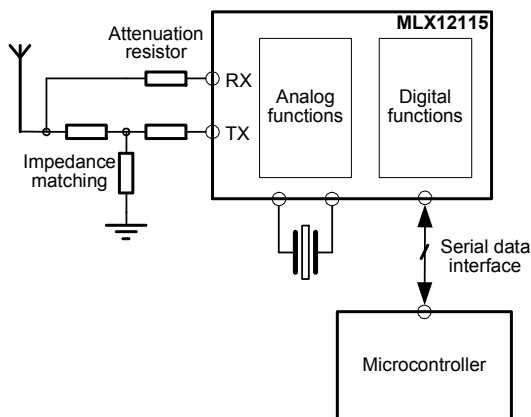 MLX12115
Attenuation
resistor
RX
TX
Analog
functions
Digital
functions
Impedance
matching
Serial data
interface
Microcontroller